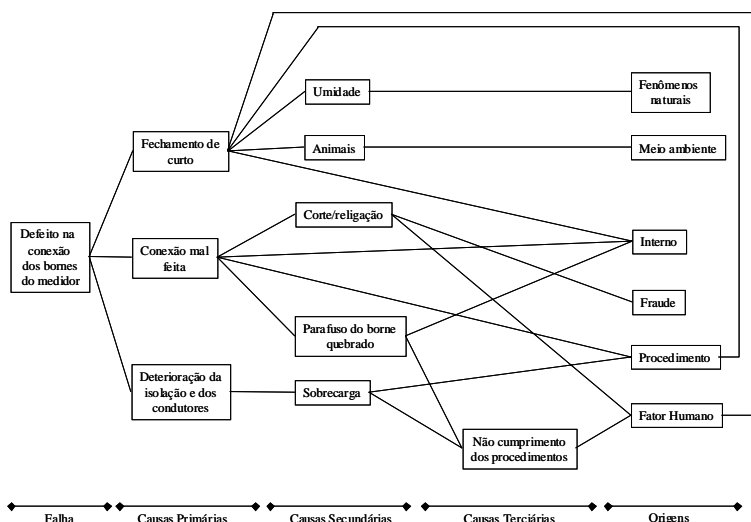 Umidade
Fenômenos
naturais
Fechamento de
curto
Animais
Meio ambiente
Corte/religação
Defeito na
conexão
dos bornes
do medidor
Conexão mal
feita
Interno
Fraude
Parafuso do borne
quebrado
Procedimento
Deterioração da
isolação e dos
condutores
Sobrecarga
Fator Humano
Não cumprimento
dos procedimentos
Falha
Causas Primárias
Causas Secundárias
Causas Terciárias
Origens